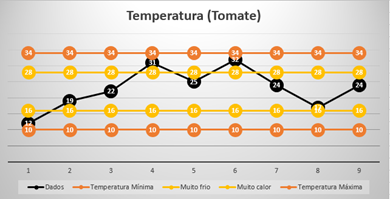 Temperatura (Tomate)
34 34 34 34 34 34 34 34 34
31 32
28 28 28 28 28 28 28 28 28
25 24 24
22
19
16 16 16 16 16 16 16 16 16
12
10 10 10 10 10 10 10 10 10
1 2 3 4 5 6 7 8 9
Dados Temperatura Mínima Muito frio Muito calor Temperatura Máxima